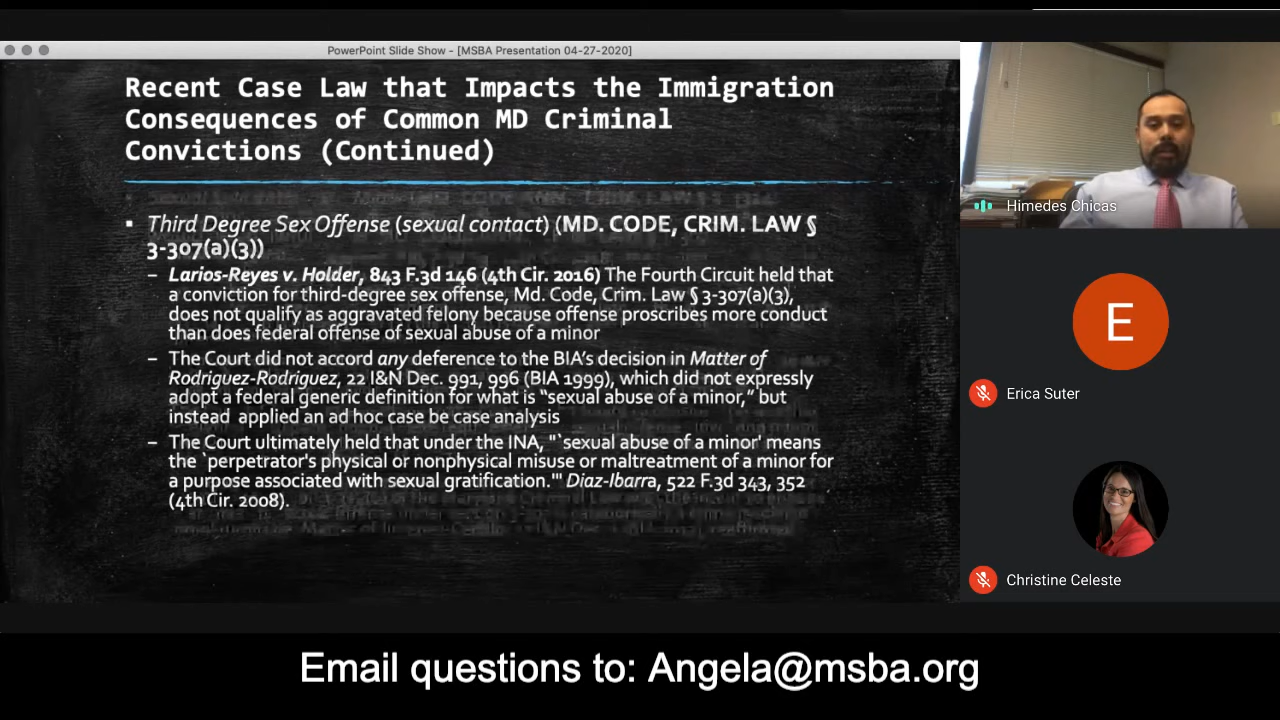 PowerPoint Slide Show - [MSBA Presentation 04-27-2020]
Recent Case Law that Impacts the Immigration
Consequences of Common MD Criminal
Convictions (Continued)
▪ Third Degree Sex Offense (sexual contact) (MD. CODE, CRIM. LAW §
3-307(a)(3))
– Larios-Reyes v. Holder, 843 F.3d 146 (4th Cir. 2016) The Fourth Circuit held that
a conviction for third-degree sex offense, Md. Code, Crim. Law § 3-307(a)(3),
does not qualify as aggravated felony because offense proscribes more conduct
than does federal offense of sexual abuse of a minor
– The Court did not accord any deference to the BIA's decision in Matter of
Rodriguez-Rodriguez, 22 I&N Dec. 991, 996 (BIA 1999), which did not expressly
adopt a federal generic definition for what is "sexual abuse of a minor," but
instead applied an ad hoc case be case analysis
– The Court ultimately held that under the INA, "`sexual abuse of a minor' means
the `perpetrator's physical or nonphysical misuse or maltreatment of a minor for
a purpose associated with sexual gratification.'" Diaz-Ibarra, 522 F.3d 343, 352
(4th Cir. 2008).
Himedes Chicas
E
Erica Suter
Christine Celeste
Email questions to: Angela@msba.org